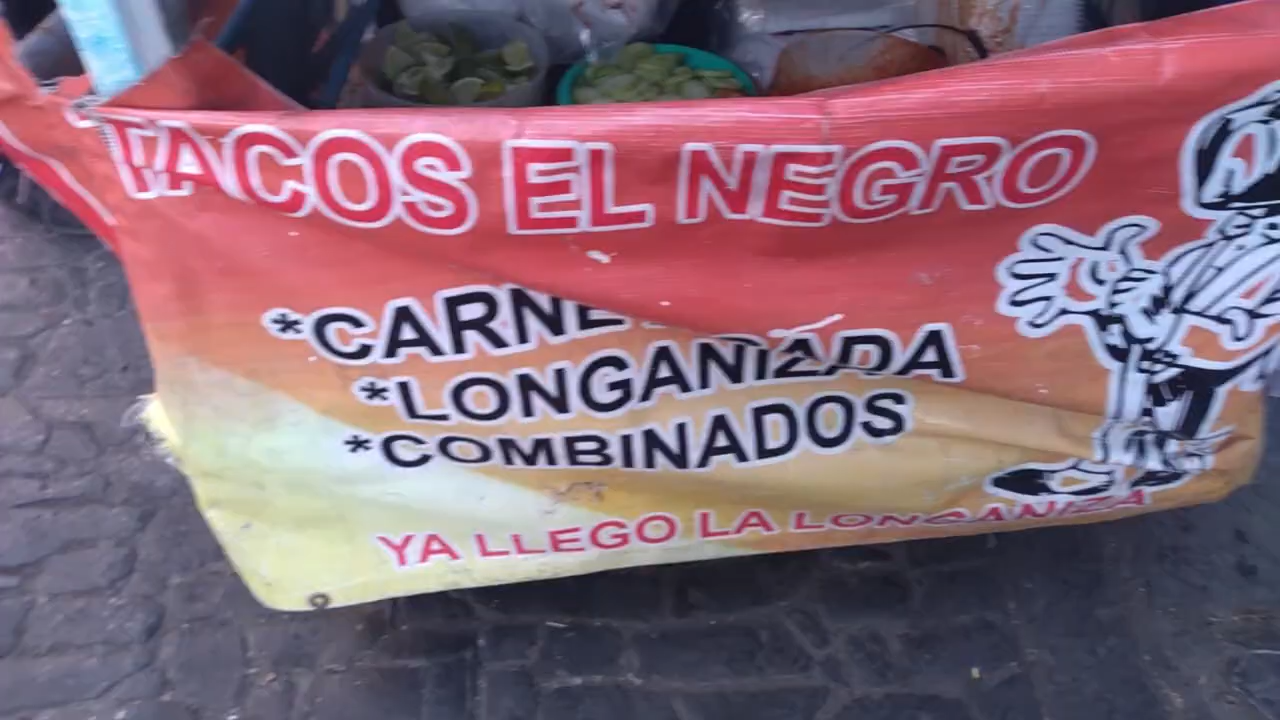 TACOS EL NEGRO
*CARNE
*LONGANIZADA
*COMBINADOS
YA LLEGO LA LONGANIZA